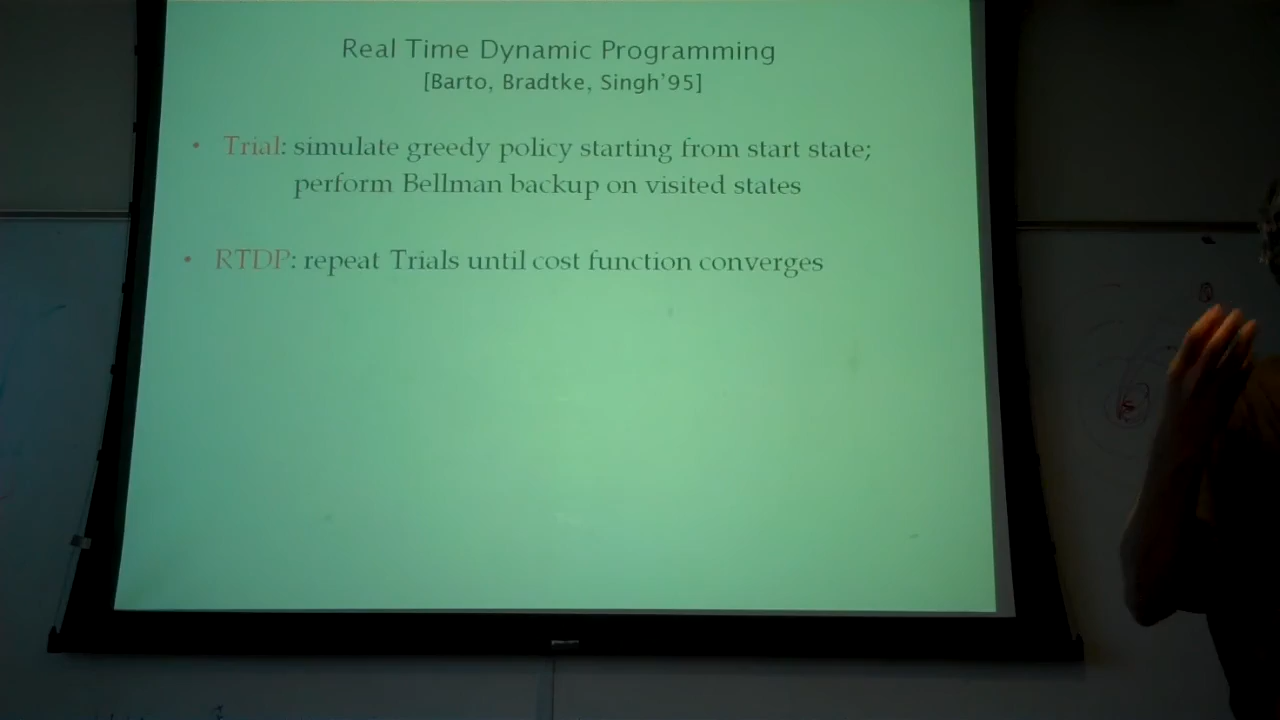 Real Time Dynamic Programming
[Barto, Bradtke, Singh'95]
• Trial: simulate greedy policy starting from start state;
perform Bellman backup on visited states
• RTDP: repeat Trials until cost function converges